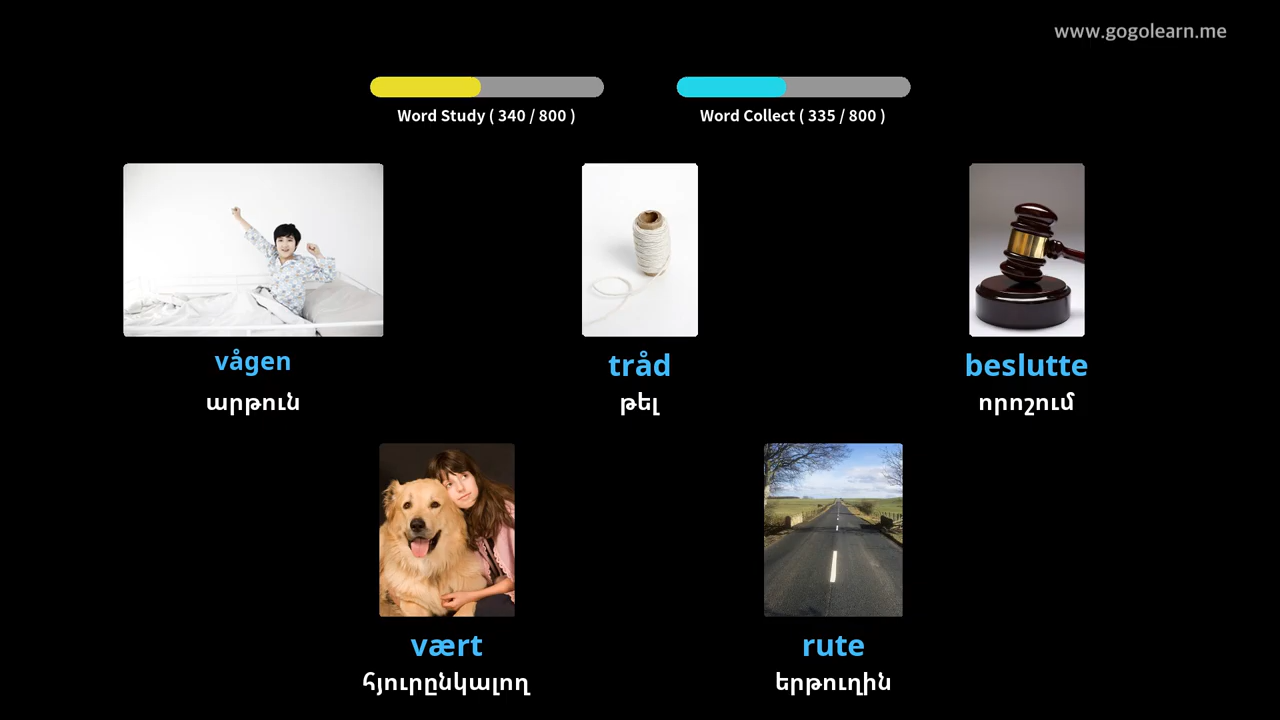 www.gogolearn.me
Word Study ( 340 / 800 )
Word Collect ( 335 / 800 )
vågen
արթուն
tråd
թել
beslutte
որոշում
vært
հյուրընկալող
rute
երթուղին